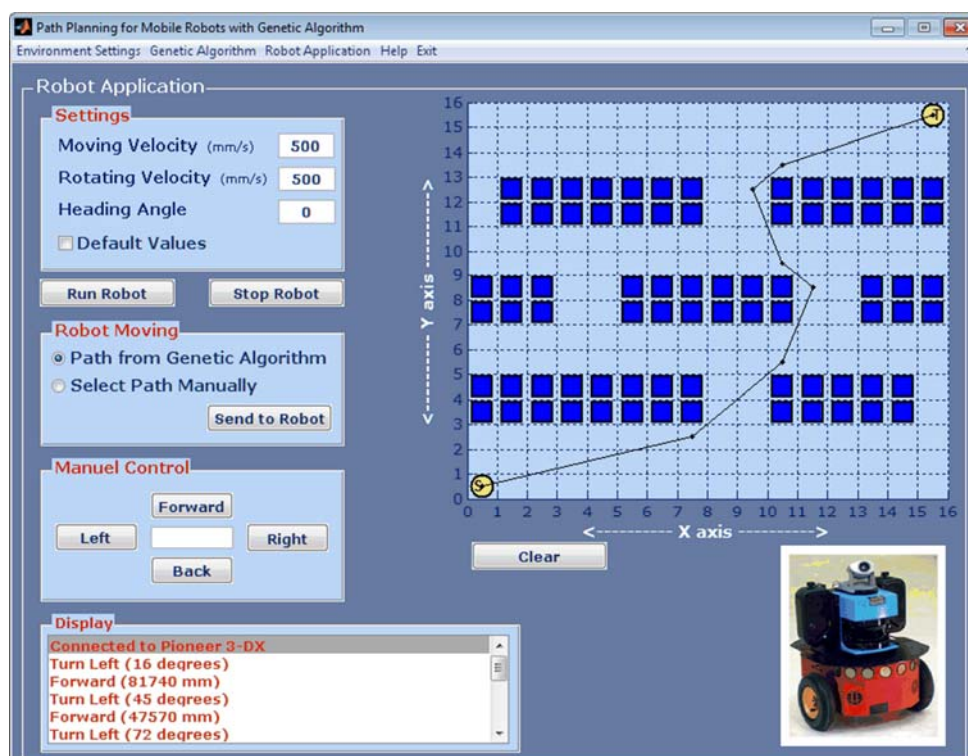 Path Planning for Mobile Robots with Genetic Algorithm
Environment Settings Genetic Algorithm Robot Application Help Exit
Robot Application
Settings
Moving Velocity (mm/s) 500
Rotating Velocity (mm/s) 500
Heading Angle 0
Default Values
Run Robot Stop Robot
Robot Moving
Path from Genetic Algorithm
Select Path Manually
Send to Robot
Manuel Control
Forward
Left Right
Back
Display
Connected to Pioneer 3-DX
Turn Left (16 degrees)
Forward (81740 mm)
Turn Left (45 degrees)
Forward (47570 mm)
Turn Left (72 degrees)
16
15
14
13
12
11
10
9
8
7
6
5
4
3
2
1
0
<-------- Y axis -------->
T
S
0 1 2 3 4 5 6 7 8 9 10 11 12 13 14 15 16
<--------- X axis --------->
Clear